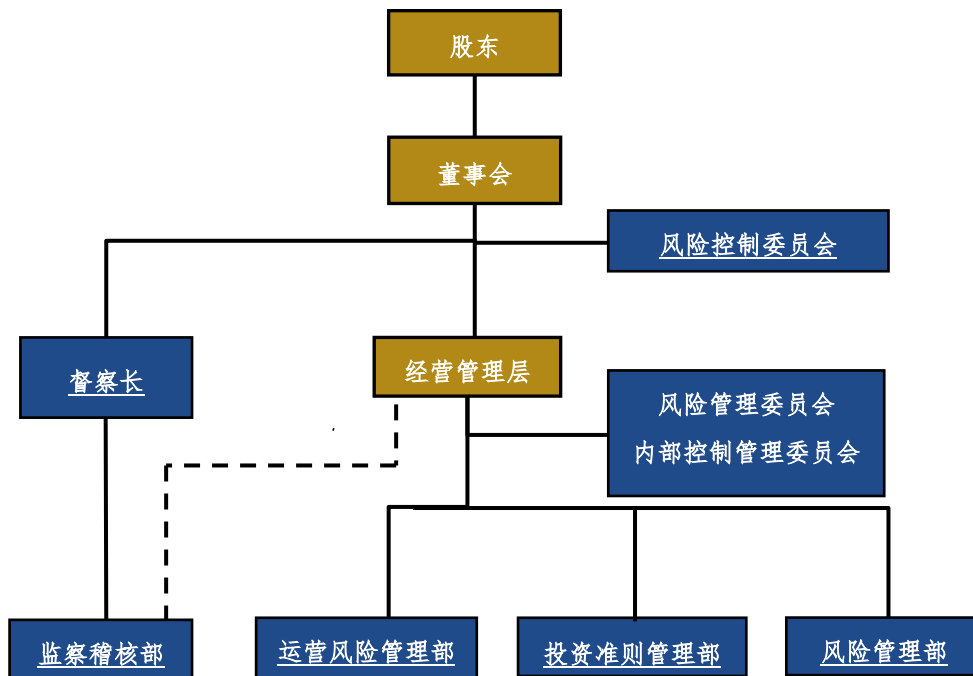 股东
董事会
风险控制委员会
督察长
经营管理层
风险管理委员会
内部控制管理委员会
监察稽核部
运营风险管理部
投资准则管理部
风险管理部